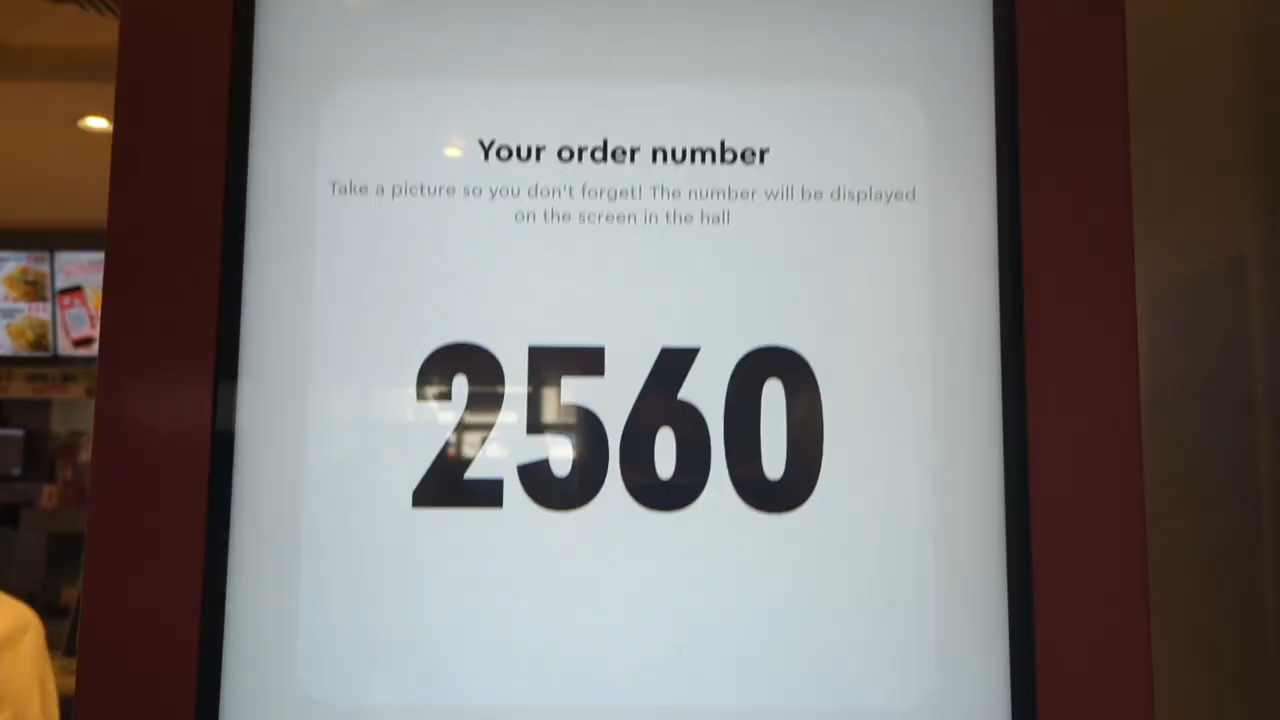 Your order number
Take a picture so you don't forget! The number will be displayed
on the screen in the hall
2560